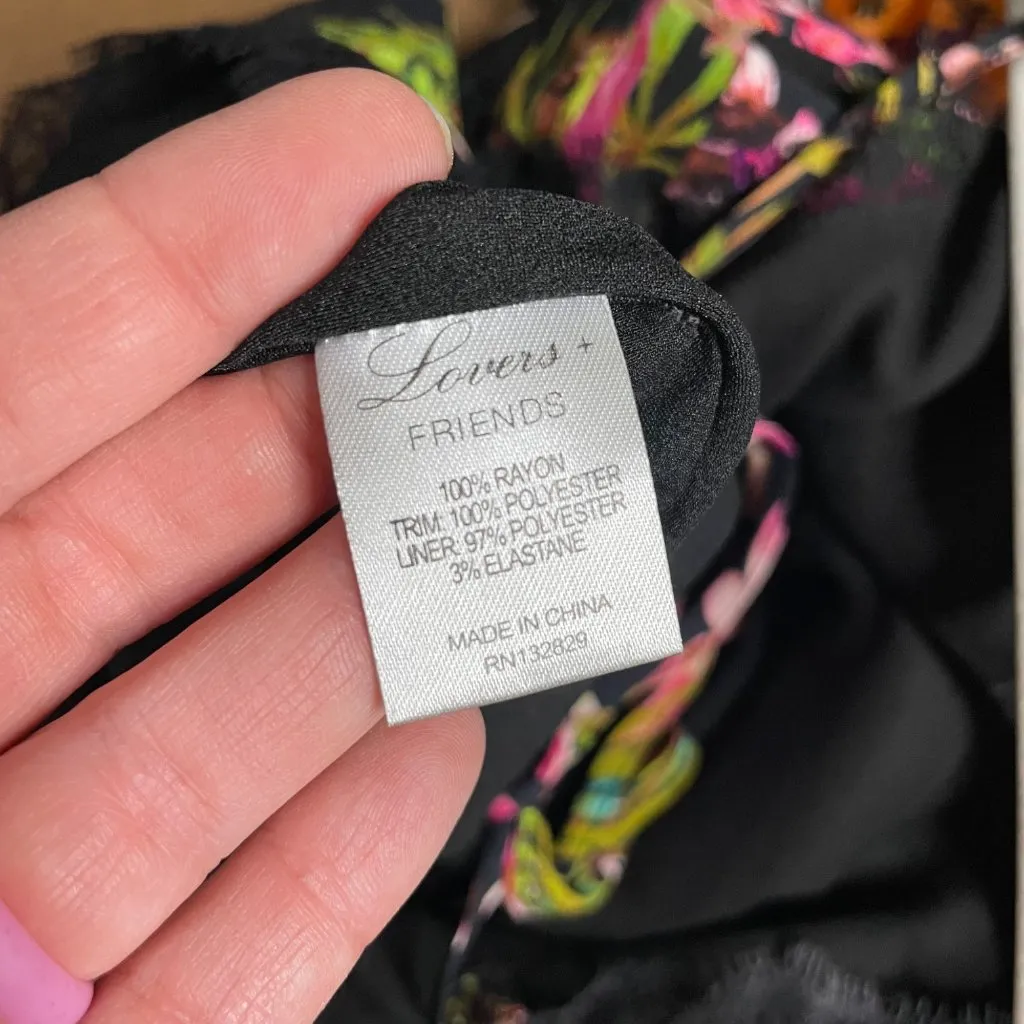 Lovers +
FRIENDS
100% RAYON
TRIM: 100% POLYESTER
LINER: 97% POLYESTER
3% ELASTANE
MADE IN CHINA
RN132829